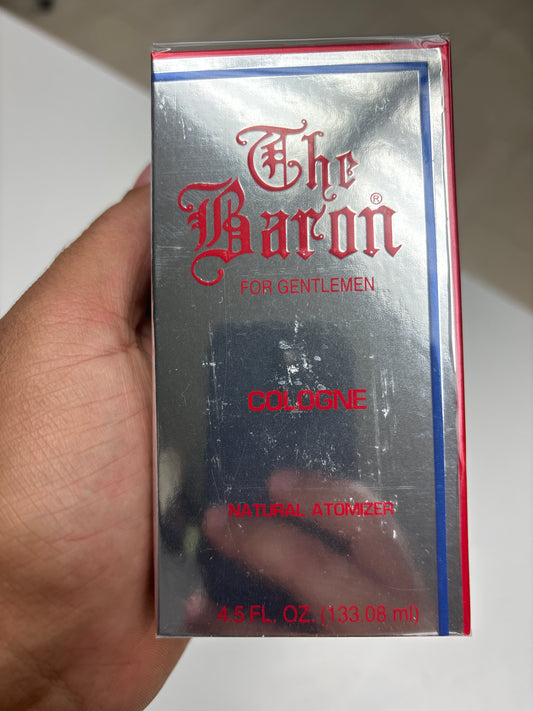 The
Baron®
FOR GENTLEMEN
COLOGNE
NATURAL ATOMIZER
4.5 FL. OZ. (133.08 ml)